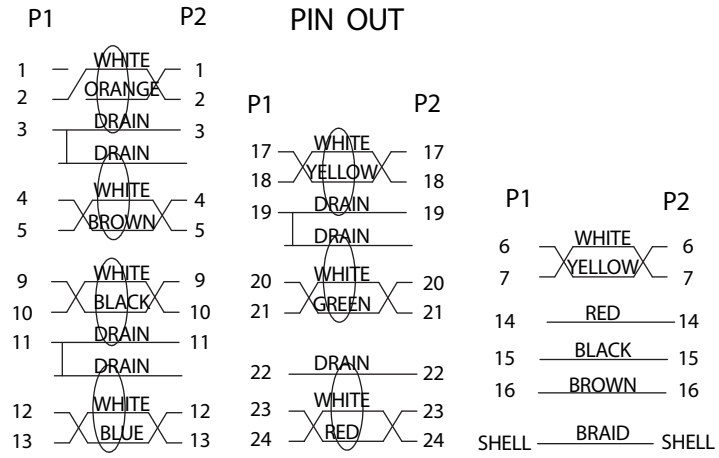 PIN OUT
P1 P2
1 WHITE 1
2 ORANGE 2
3 DRAIN 3
DRAIN
4 WHITE 4
5 BROWN 5
9 WHITE 9
10 BLACK 10
11 DRAIN 11
DRAIN
12 WHITE 12
13 BLUE 13
P1 P2
17 WHITE 17
18 YELLOW 18
19 DRAIN 19
DRAIN
20 WHITE 20
21 GREEN 21
22 DRAIN 22
23 WHITE 23
24 RED 24
P1 P2
6 WHITE 6
7 YELLOW 7
14 RED 14
15 BLACK 15
16 BROWN 16
SHELL BRAID SHELL